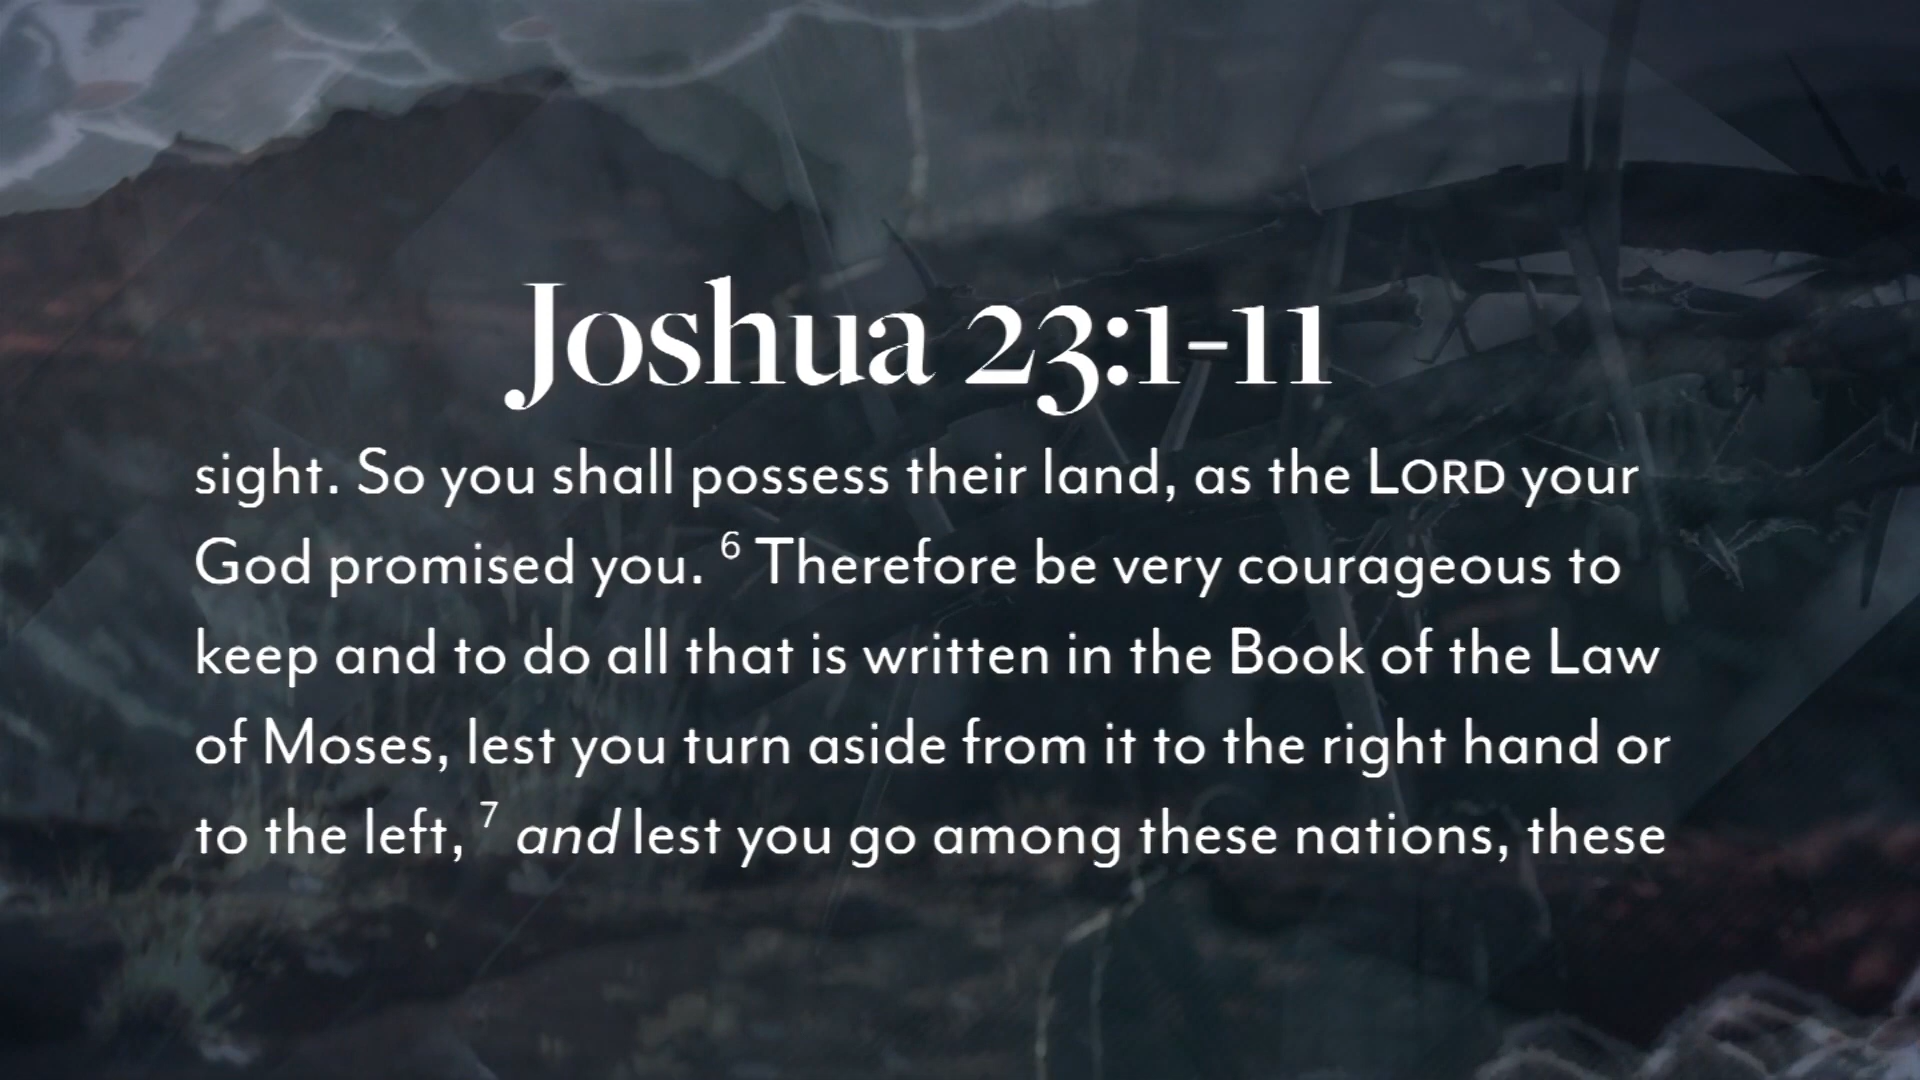 Joshua 23:1-11
sight. So you shall possess their land, as the LORD your
God promised you. 6 Therefore be very courageous to
keep and to do all that is written in the Book of the Law
of Moses, lest you turn aside from it to the right hand or
to the left, 7 and lest you go among these nations, these